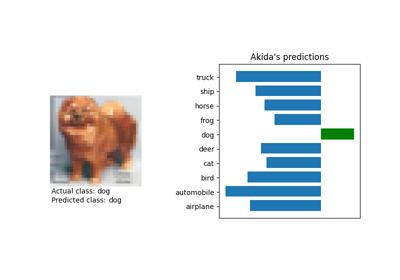 Akida's predictions
truck
ship
horse
frog
dog
deer
cat
bird
automobile
airplane
Actual class: dog
Predicted class: dog